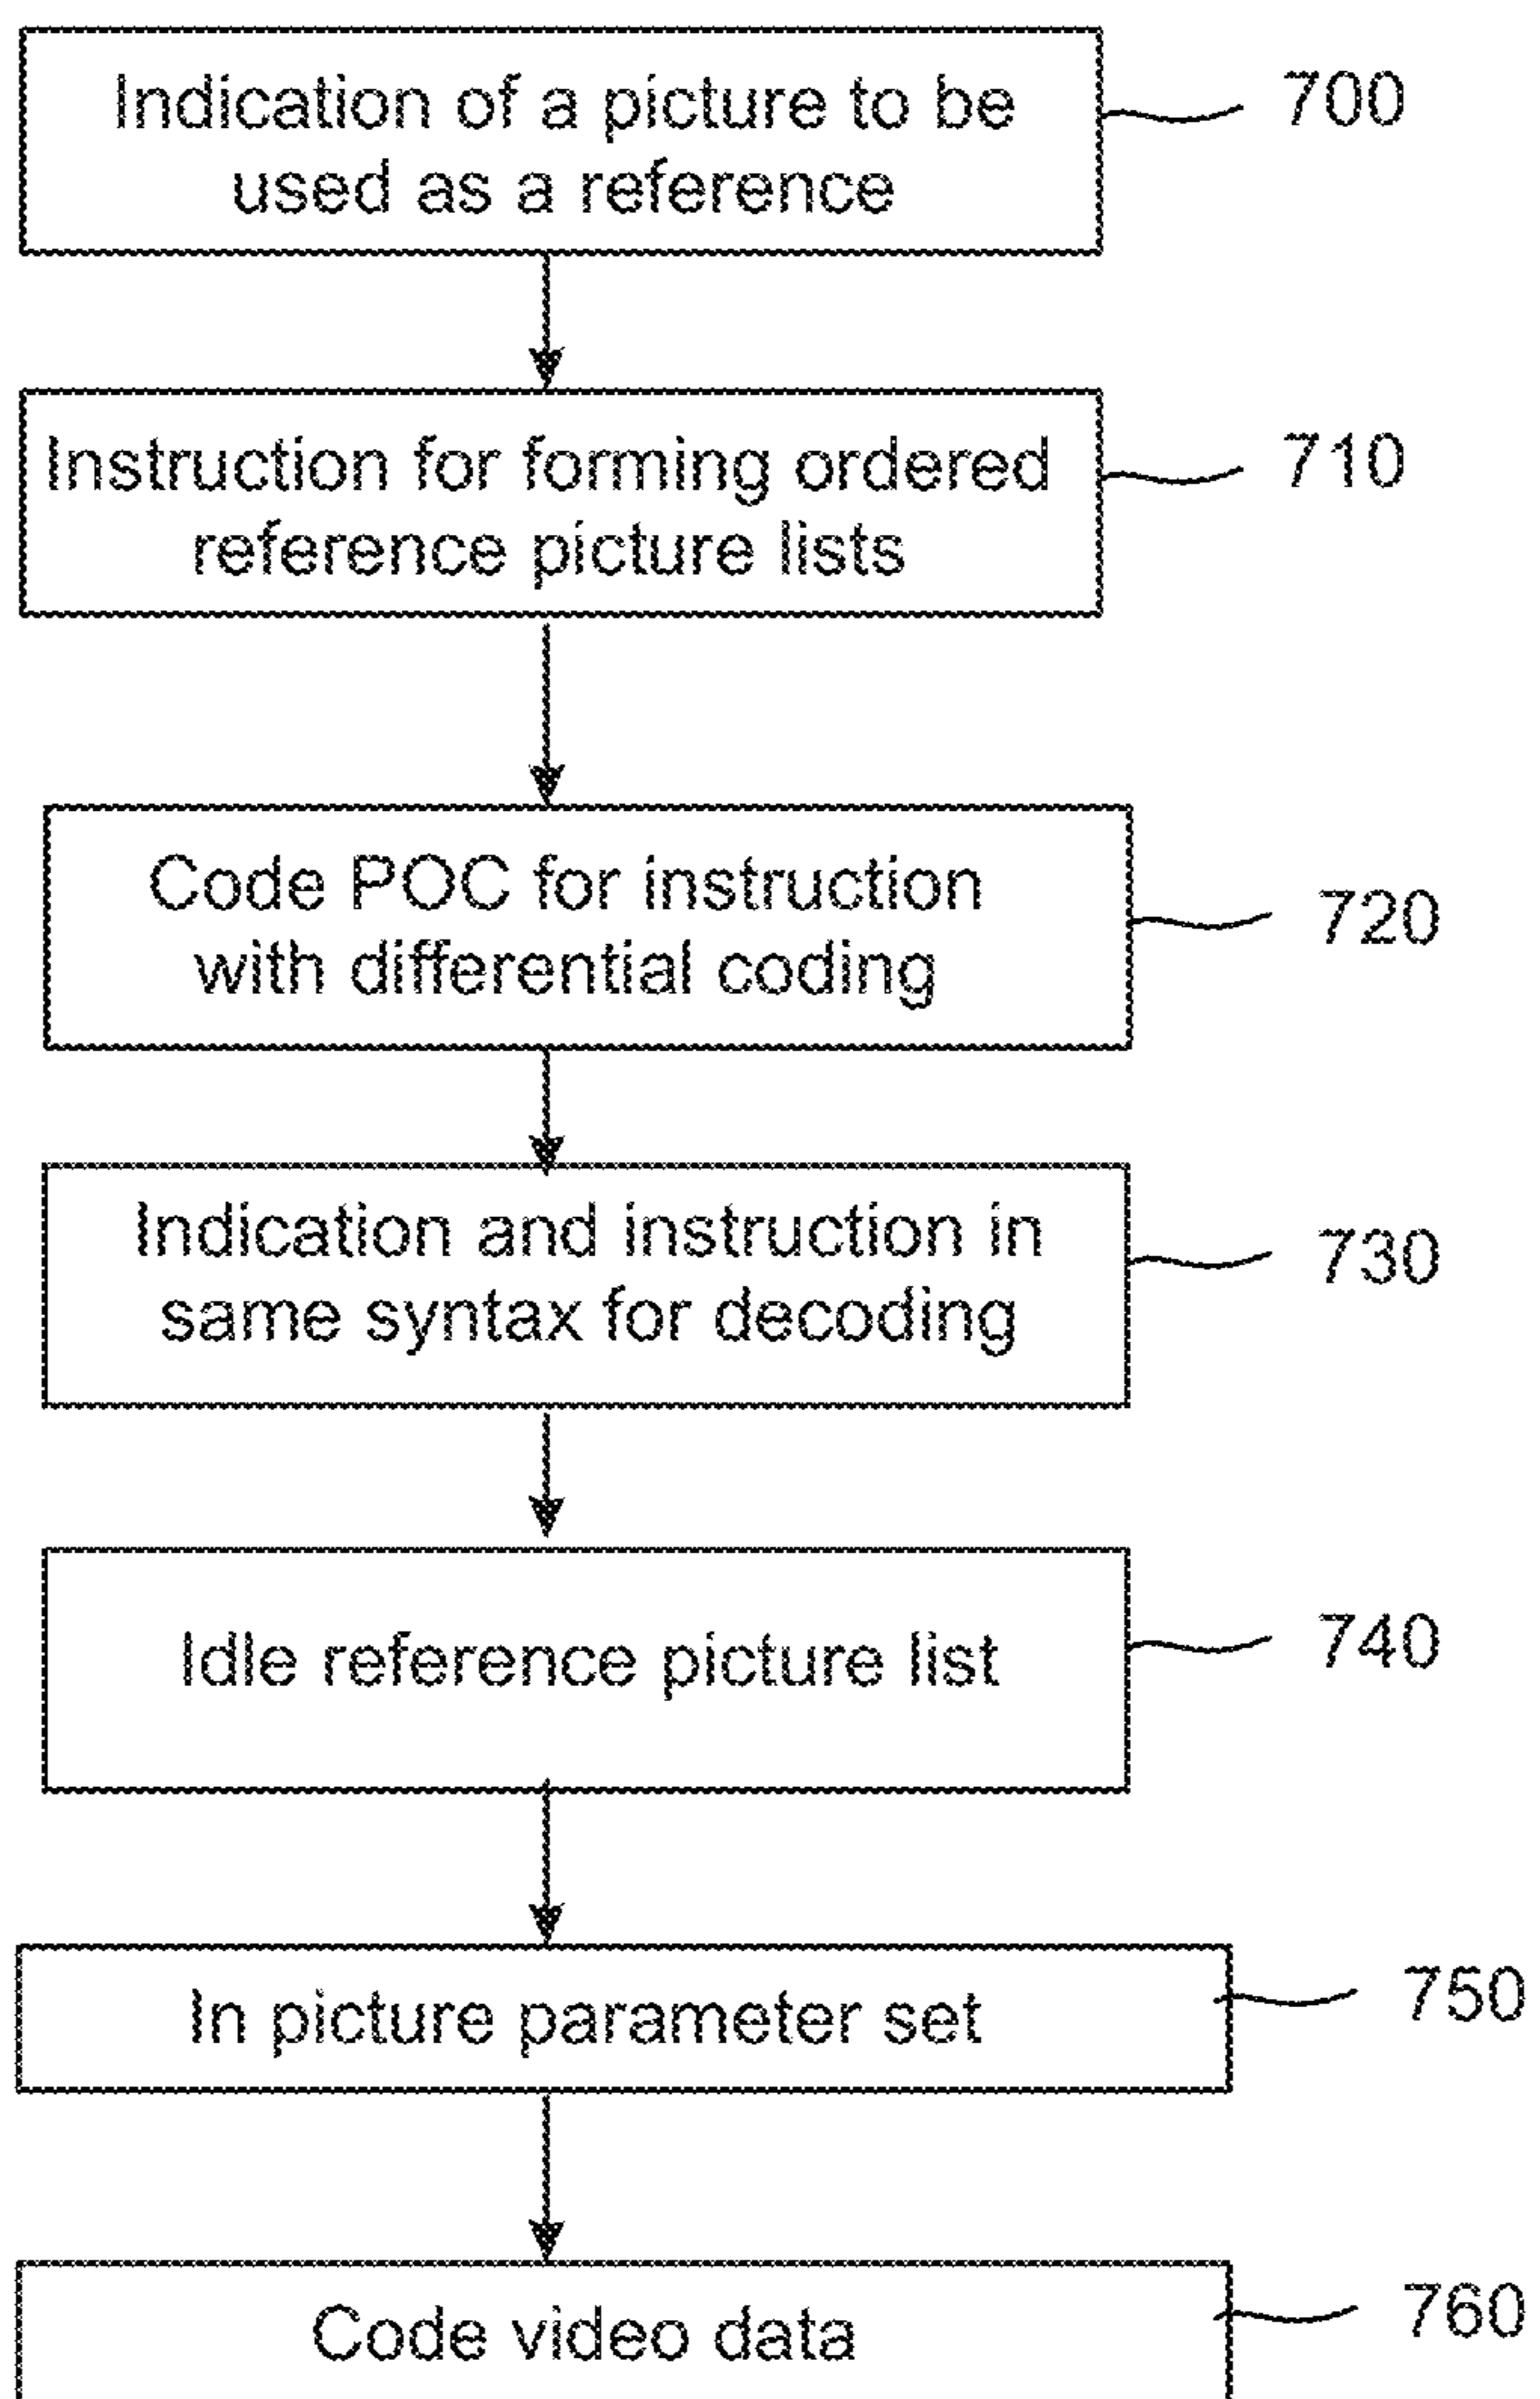 Indication of a picture to be
used as a reference
700
Instruction for forming ordered
reference picture lists
710
Code POC for instruction
with differential coding
720
Indication and instruction in
same syntax for decoding
730
Idle reference picture list
740
In picture parameter set
750
Code video data
760